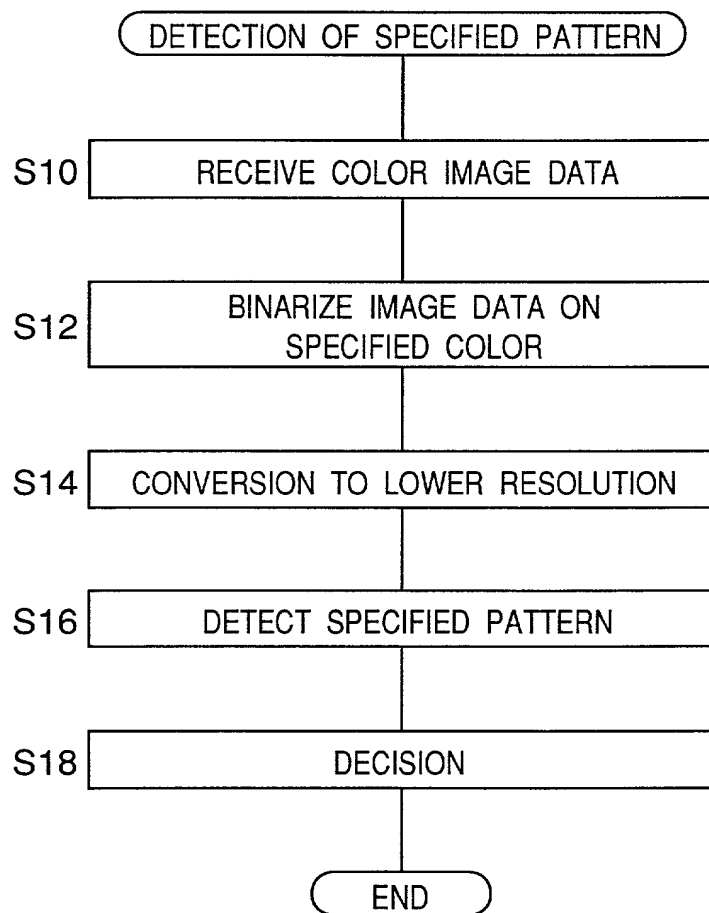 DETECTION OF SPECIFIED PATTERN
S10 RECEIVE COLOR IMAGE DATA
S12 BINARIZE IMAGE DATA ON
SPECIFIED COLOR
S14 CONVERSION TO LOWER RESOLUTION
S16 DETECT SPECIFIED PATTERN
S18 DECISION
END